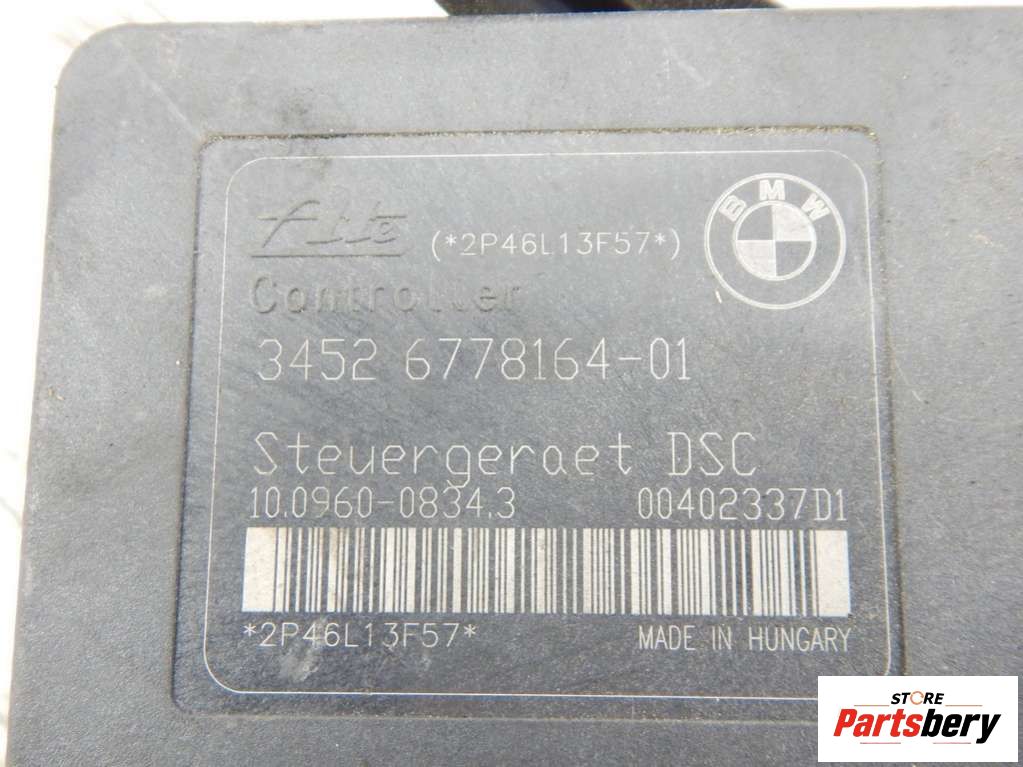 Ate (*2P46L13F57*)
BMW
Controller
3452 6778164-01
Steuergeraet DSC
10.0960-0834.3 00402337D1
*2P46L13F57* MADE IN HUNGARY
STORE
Partsbery